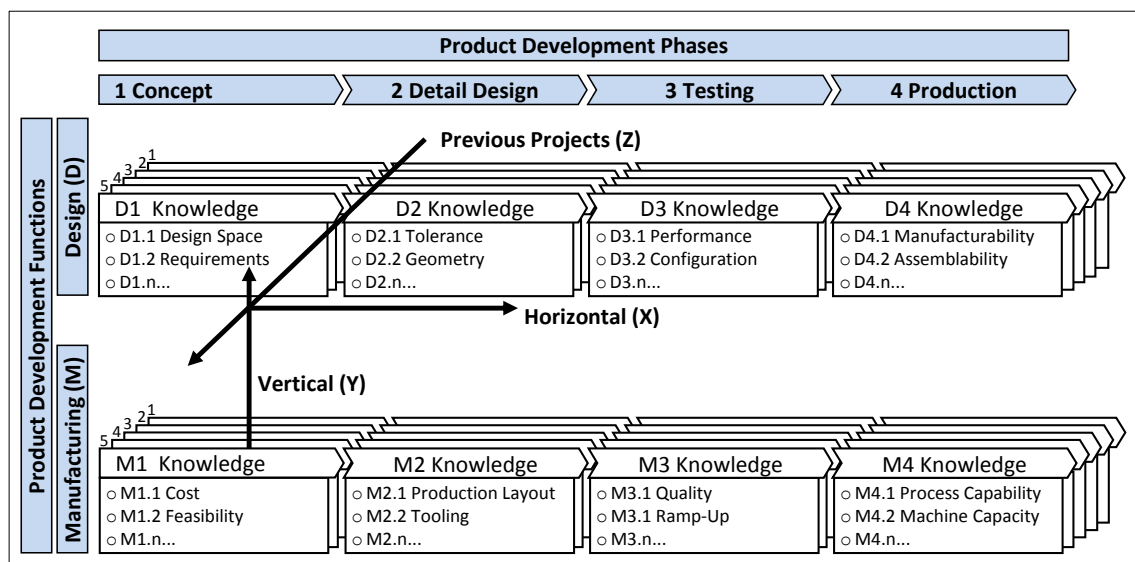 Product Development Phases
1 Concept
2 Detail Design
3 Testing
4 Production
Product Development Functions
Design (D)
Previous Projects (Z)
1
2
3
4
5
D1 Knowledge
D2 Knowledge
D3 Knowledge
D4 Knowledge
○ D1.1 Design Space
○ D1.2 Requirements
○ D1.n...
○ D2.1 Tolerance
○ D2.2 Geometry
○ D2.n...
○ D3.1 Performance
○ D3.2 Configuration
○ D3.n...
○ D4.1 Manufacturability
○ D4.2 Assemblability
○ D4.n...
Horizontal (X)
Vertical (Y)
Manufacturing (M)
1
2
3
4
5
M1 Knowledge
M2 Knowledge
M3 Knowledge
M4 Knowledge
○ M1.1 Cost
○ M1.2 Feasibility
○ M1.n...
○ M2.1 Production Layout
○ M2.2 Tooling
○ M2.n...
○ M3.1 Quality
○ M3.1 Ramp-Up
○ M3.n...
○ M4.1 Process Capability
○ M4.2 Machine Capacity
○ M4.n...